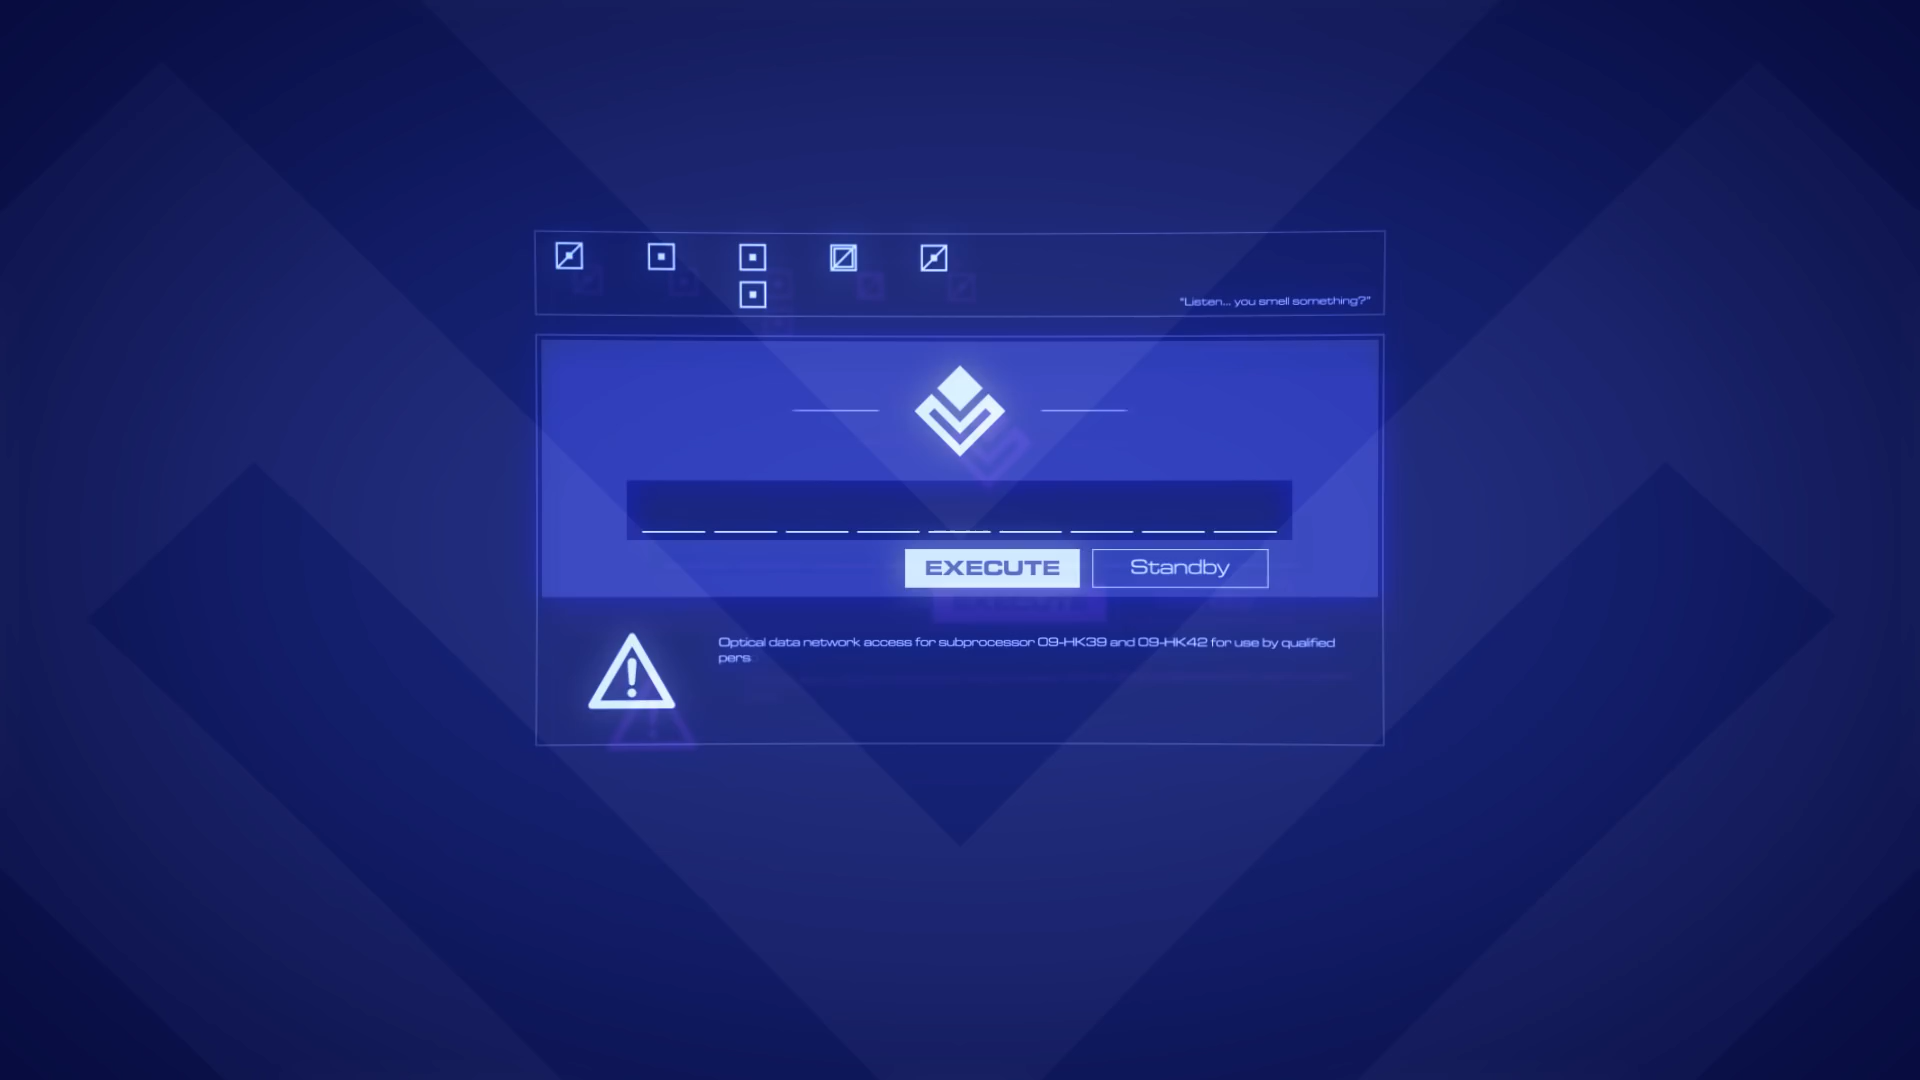 "Listen... you smell something?"
EXECUTE
Standby
Optical data network access for subprocessor 09-HK39 and 09-HK42 for use by qualified
pers